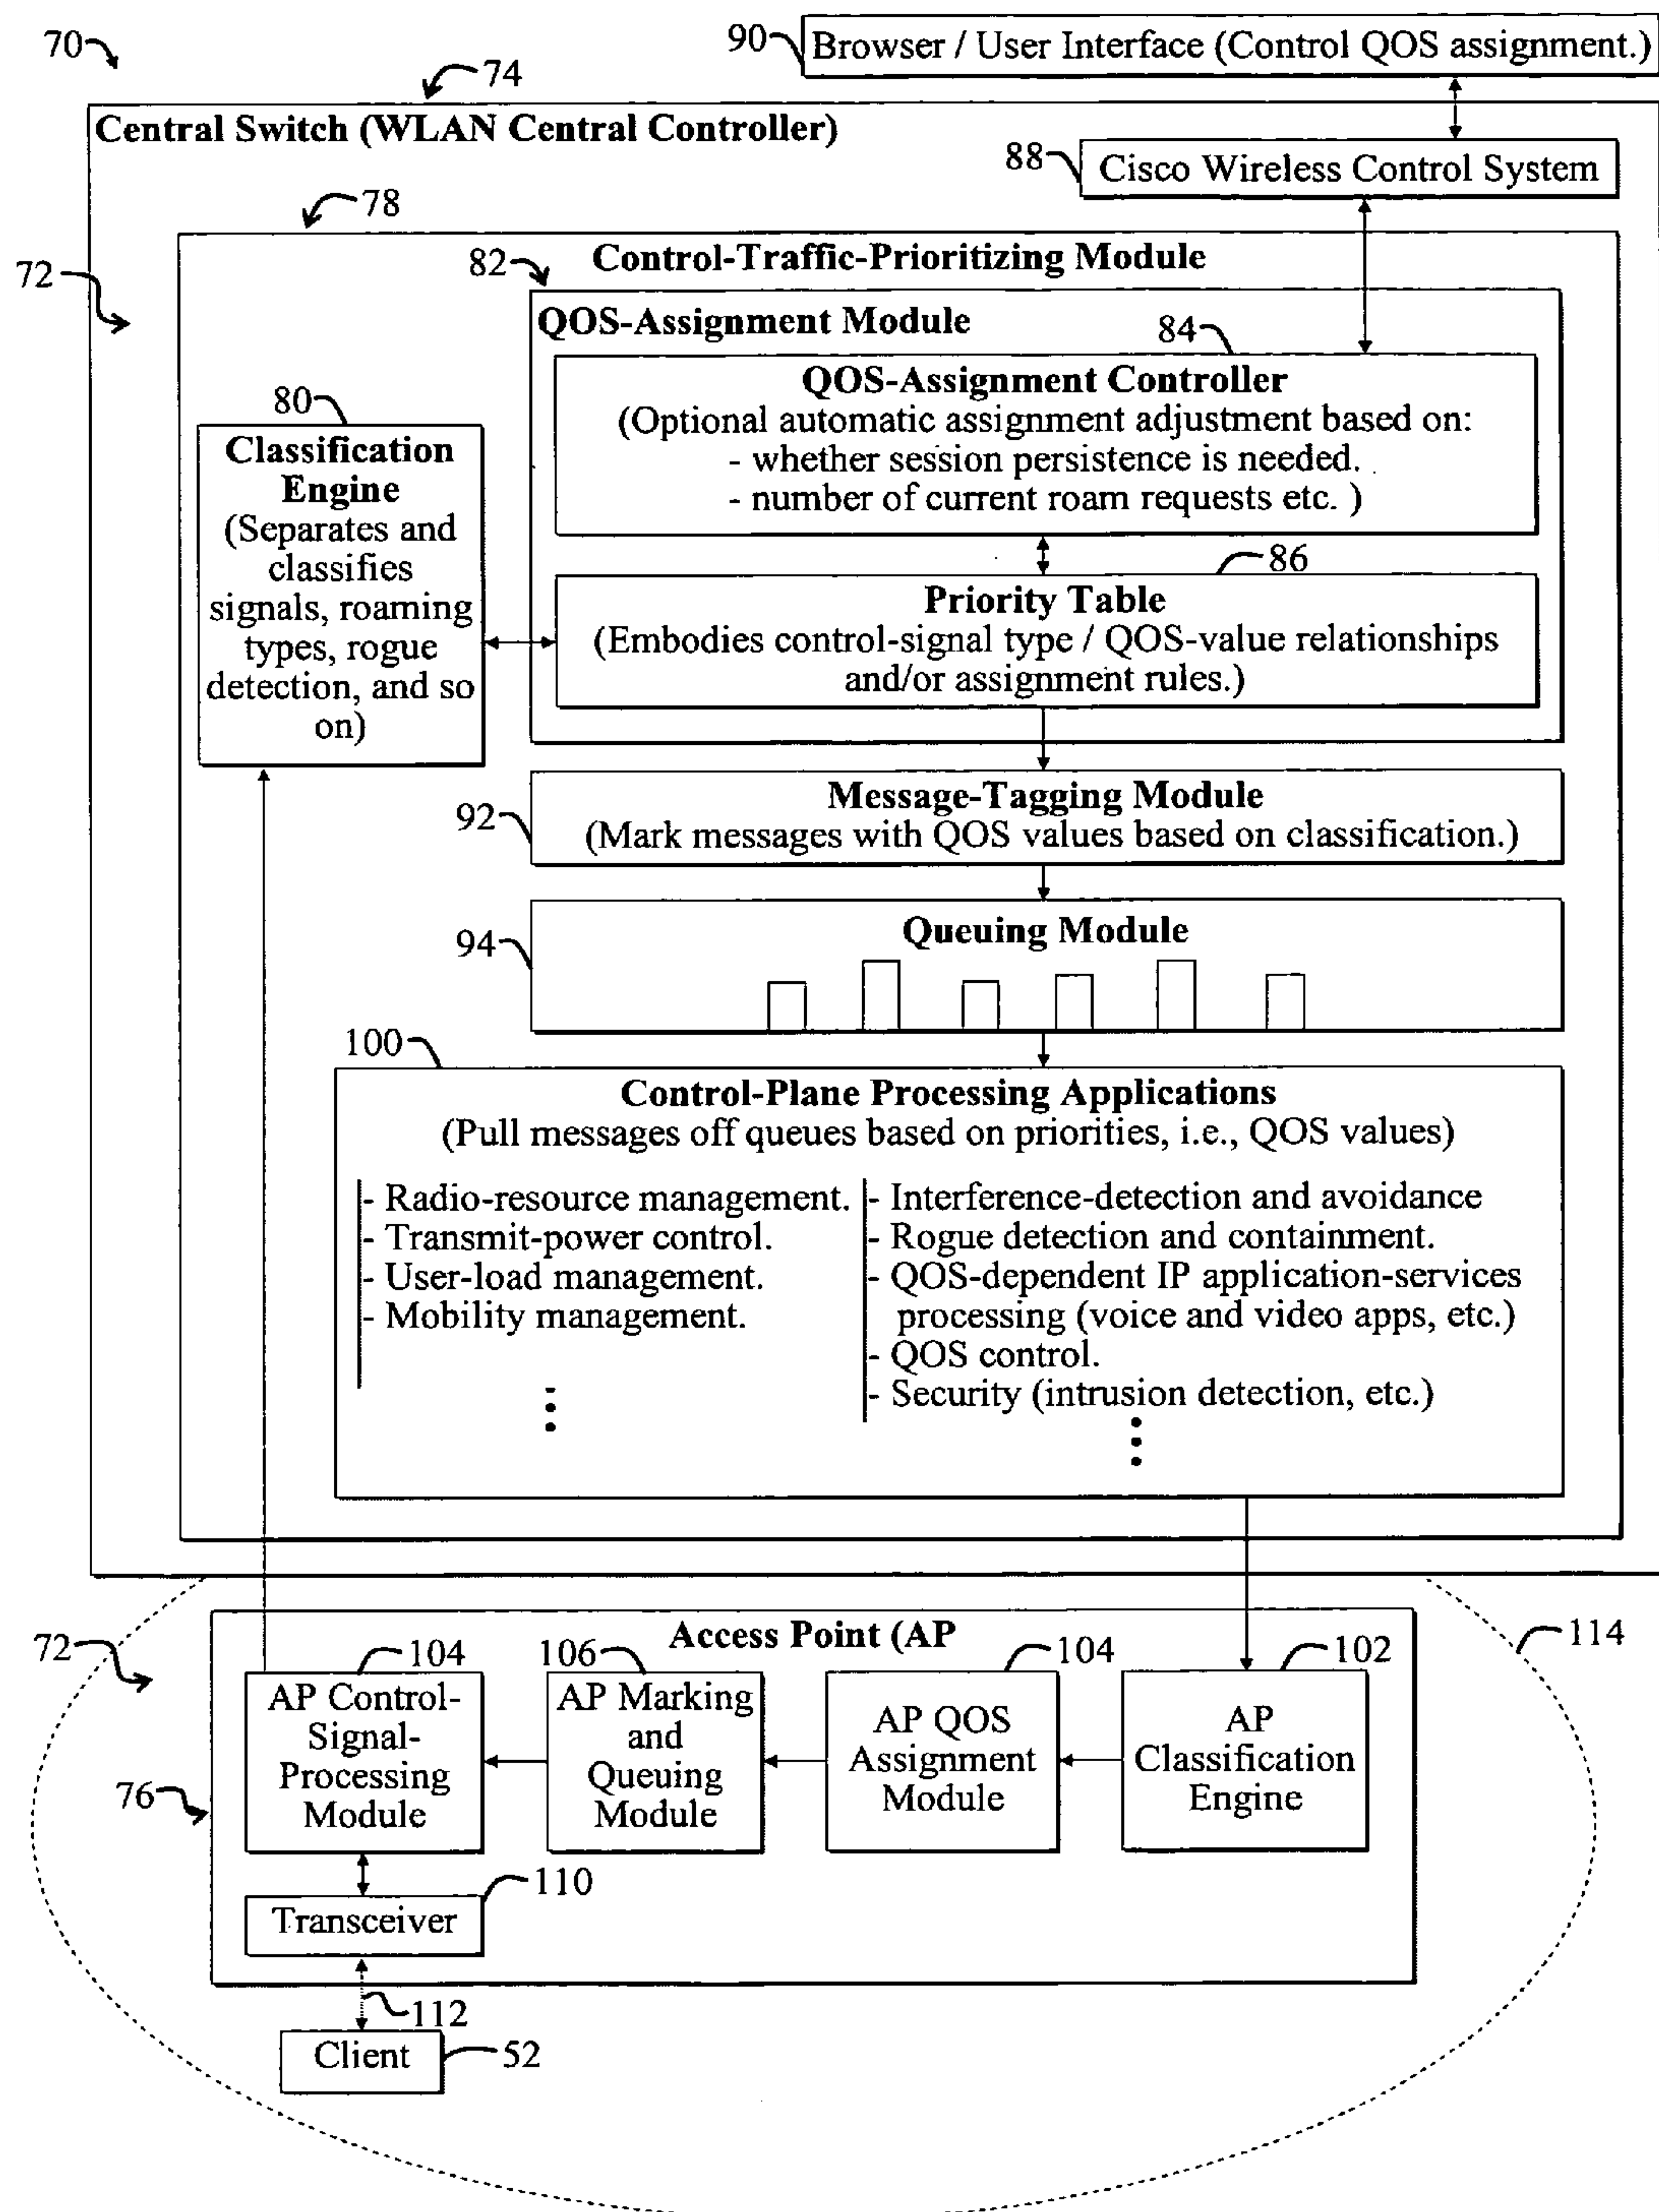 70
90
Browser / User Interface (Control QOS assignment.)
74
Central Switch (WLAN Central Controller)
88
Cisco Wireless Control System
78
72
82
Control-Traffic-Prioritizing Module
QOS-Assignment Module
84
QOS-Assignment Controller
(Optional automatic assignment adjustment based on:
- whether session persistence is needed.
- number of current roam requests etc. )
80
Classification
Engine
(Separates and
classifies
signals, roaming
types, rogue
detection, and so
on)
86
Priority Table
(Embodies control-signal type / QOS-value relationships
and/or assignment rules.)
92
Message-Tagging Module
(Mark messages with QOS values based on classification.)
94
Queuing Module
100
Control-Plane Processing Applications
(Pull messages off queues based on priorities, i.e., QOS values)
- Radio-resource management.
- Transmit-power control.
- User-load management.
- Mobility management.
- Interference-detection and avoidance
- Rogue detection and containment.
- QOS-dependent IP application-services
processing (voice and video apps, etc.)
- QOS control.
- Security (intrusion detection, etc.)
72
Access Point (AP
114
104
AP Control-
Signal-
Processing
Module
106
AP Marking
and
Queuing
Module
104
AP QOS
Assignment
Module
102
AP
Classification
Engine
76
110
Transceiver
112
Client
52